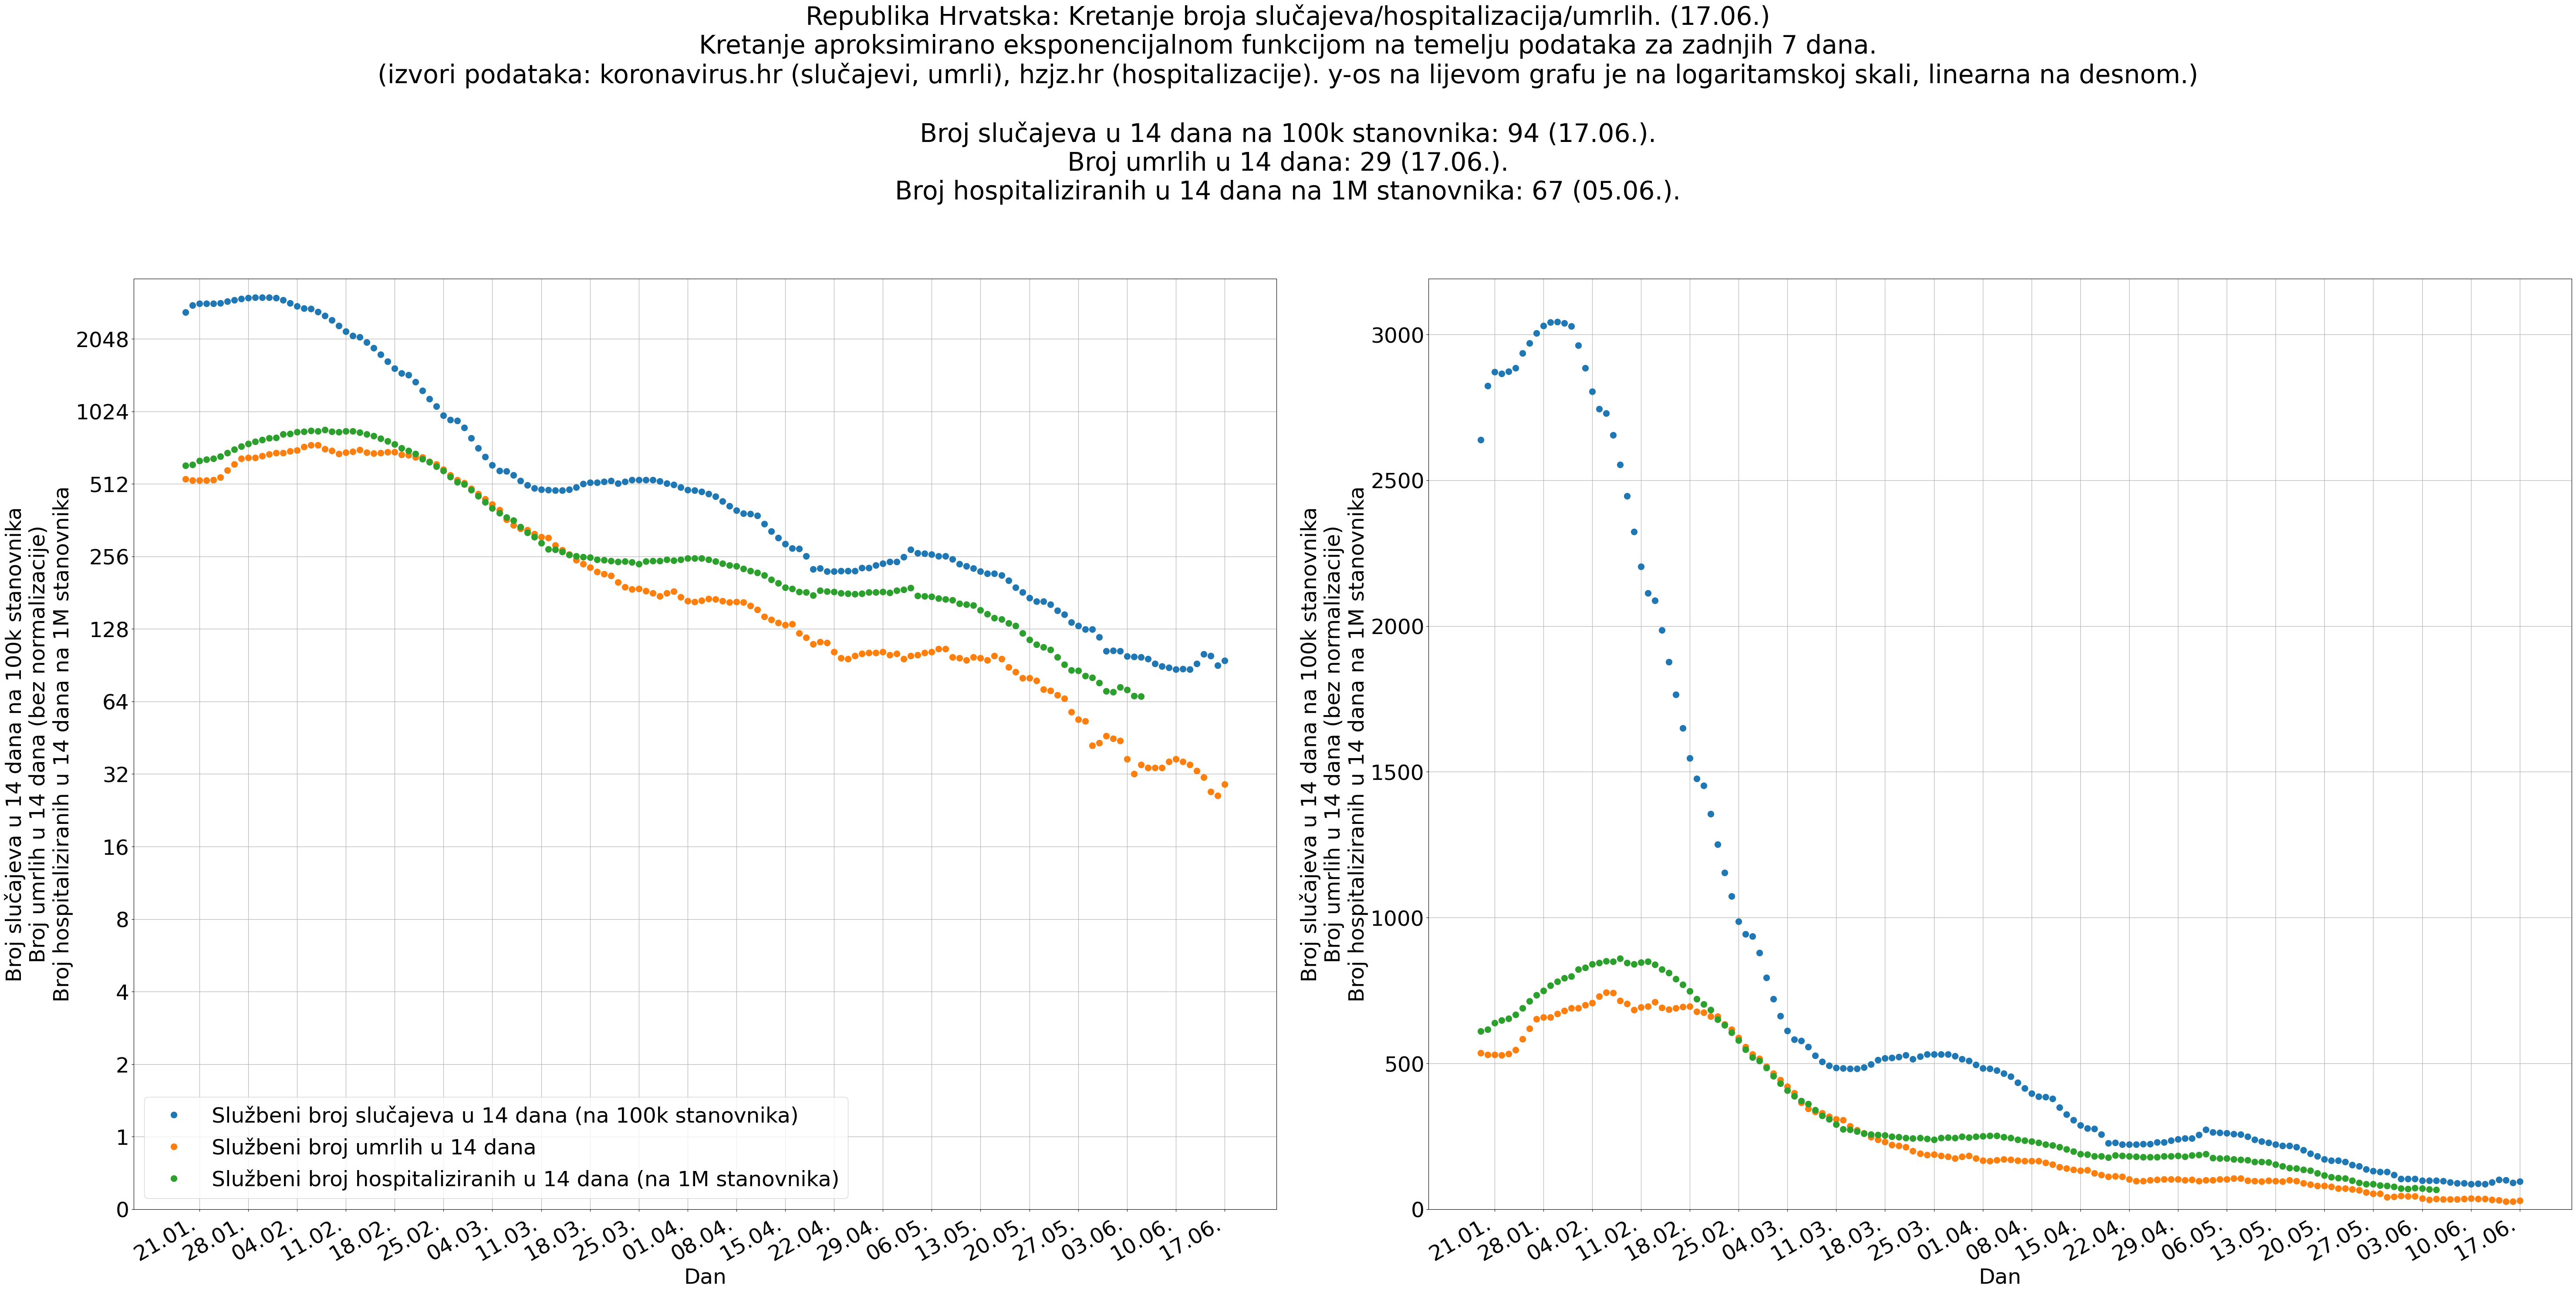 Republika Hrvatska: Kretanje broja slučajeva/hospitalizacija/umrlih. (17.06.)
Kretanje aproksimirano eksponencijalnom funkcijom na temelju podataka za zadnjih 7 dana.
(izvori podataka: koronavirus.hr (slučajevi, umrli), hzjz.hr (hospitalizacije). y-os na lijevom grafu je na logaritamskoj skali, linearna na desnom.)
Broj slučajeva u 14 dana na 100k stanovnika: 94 (17.06.).
Broj umrlih u 14 dana: 29 (17.06.).
Broj hospitaliziranih u 14 dana na 1M stanovnika: 67 (05.06.).
Broj slučajeva u 14 dana na 100k stanovnika
Broj umrlih u 14 dana (bez normalizacije)
Broj hospitaliziranih u 14 dana na 1M stanovnika
2048
1024
512
256
128
64
32
16
8
4
2
1
0
Službeni broj slučajeva u 14 dana (na 100k stanovnika)
Službeni broj umrlih u 14 dana
Službeni broj hospitaliziranih u 14 dana (na 1M stanovnika)
21.01. 28.01. 04.02. 11.02. 18.02. 25.02. 04.03. 11.03. 18.03. 25.03. 01.04. 08.04. 15.04. 22.04. 29.04. 06.05. 13.05. 20.05. 27.05. 03.06. 10.06. 17.06.
Dan
Broj slučajeva u 14 dana na 100k stanovnika
Broj umrlih u 14 dana (bez normalizacije)
Broj hospitaliziranih u 14 dana na 1M stanovnika
3000
2500
2000
1500
1000
500
0
21.01. 28.01. 04.02. 11.02. 18.02. 25.02. 04.03. 11.03. 18.03. 25.03. 01.04. 08.04. 15.04. 22.04. 29.04. 06.05. 13.05. 20.05. 27.05. 03.06. 10.06. 17.06.
Dan